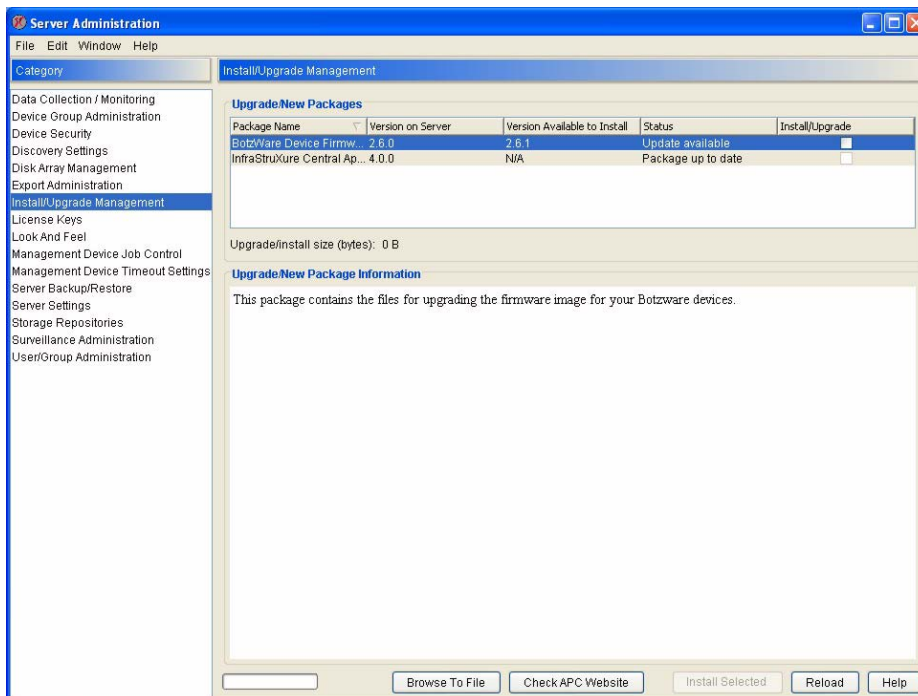 Server Administration
File Edit Window Help
Category
Data Collection / Monitoring
Device Group Administration
Device Security
Discovery Settings
Disk Array Management
Export Administration
Install/Upgrade Management
License Keys
Look And Feel
Management Device Job Control
Management Device Timeout Settings
Server Backup/Restore
Server Settings
Storage Repositories
Surveillance Administration
User/Group Administration
Install/Upgrade Management
Upgrade/New Packages
Package Name Version on Server Version Available to Install Status Install/Upgrade
BotzWare Device Firmw... 2.6.0 2.6.1 Update available
InfraStruXure Central Ap... 4.0.0 N/A Package up to date
Upgrade/install size (bytes): 0 B
Upgrade/New Package Information
This package contains the files for upgrading the firmware image for your Botzware devices.
Browse To File Check APC Website Install Selected Reload Help